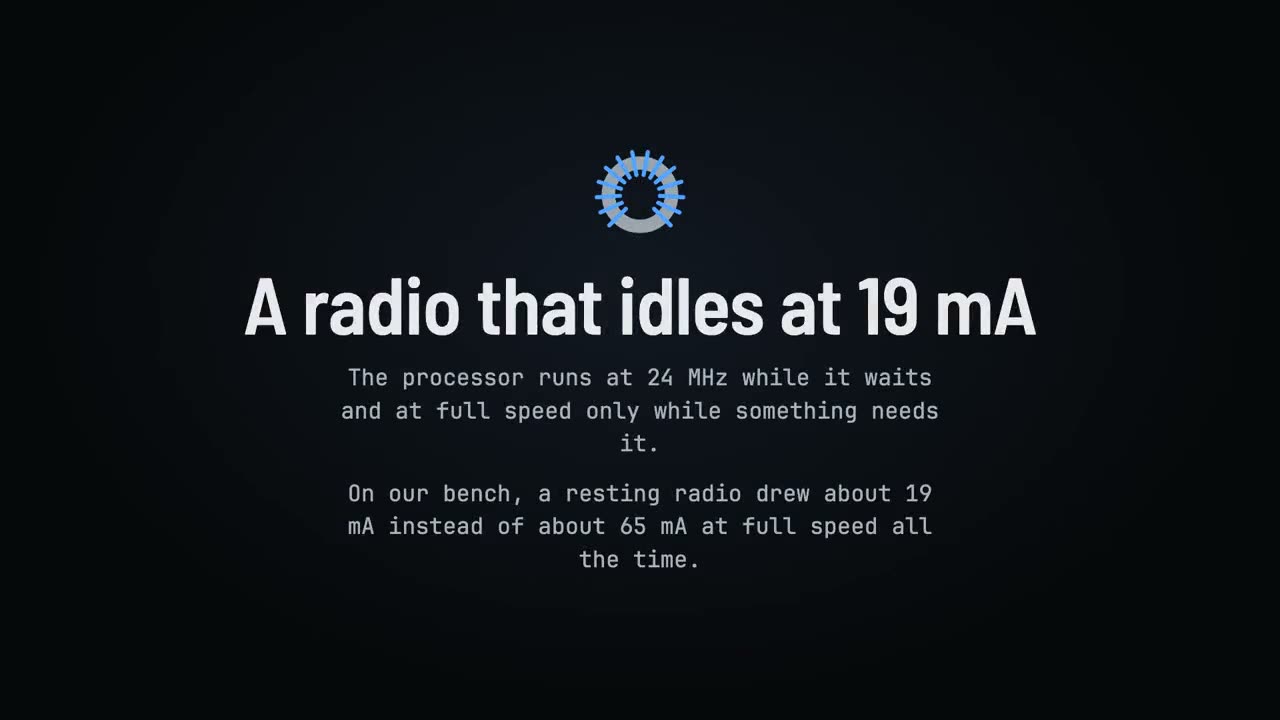 A radio that idles at 19 mA
The processor runs at 24 MHz while it waits
and at full speed only while something needs
it.
On our bench, a resting radio drew about 19
mA instead of about 65 mA at full speed all
the time.